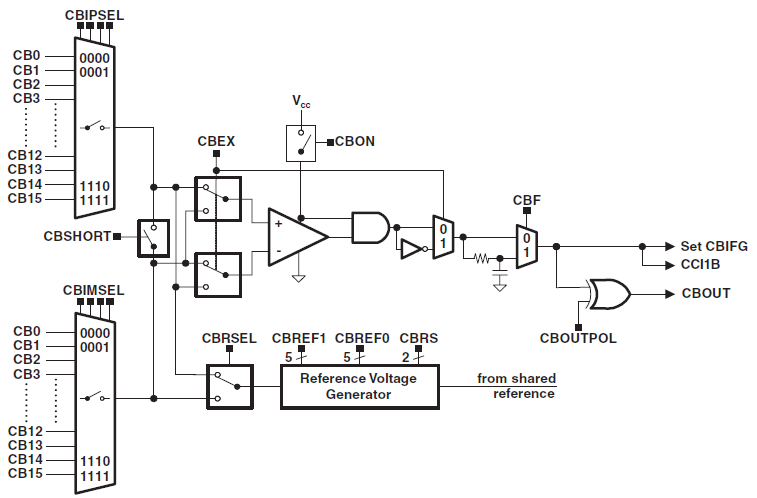 CBIPSEL
CB0
CB1
CB2
CB3
CB12
CB13
CB14
CB15
0000
0001
1110
1111
CBSHORT
CBEX
Vcc
CBON
+
-
0
1
CBF
0
1
Set CBIFG
CCI1B
CBOUT
CBOUTPOL
CBIMSEL
CB0
CB1
CB2
CB3
CB12
CB13
CB14
CB15
0000
0001
1110
1111
CBRSEL
CBREF1
CBREF0
CBRS
5
5
2
Reference Voltage
Generator
from shared
reference